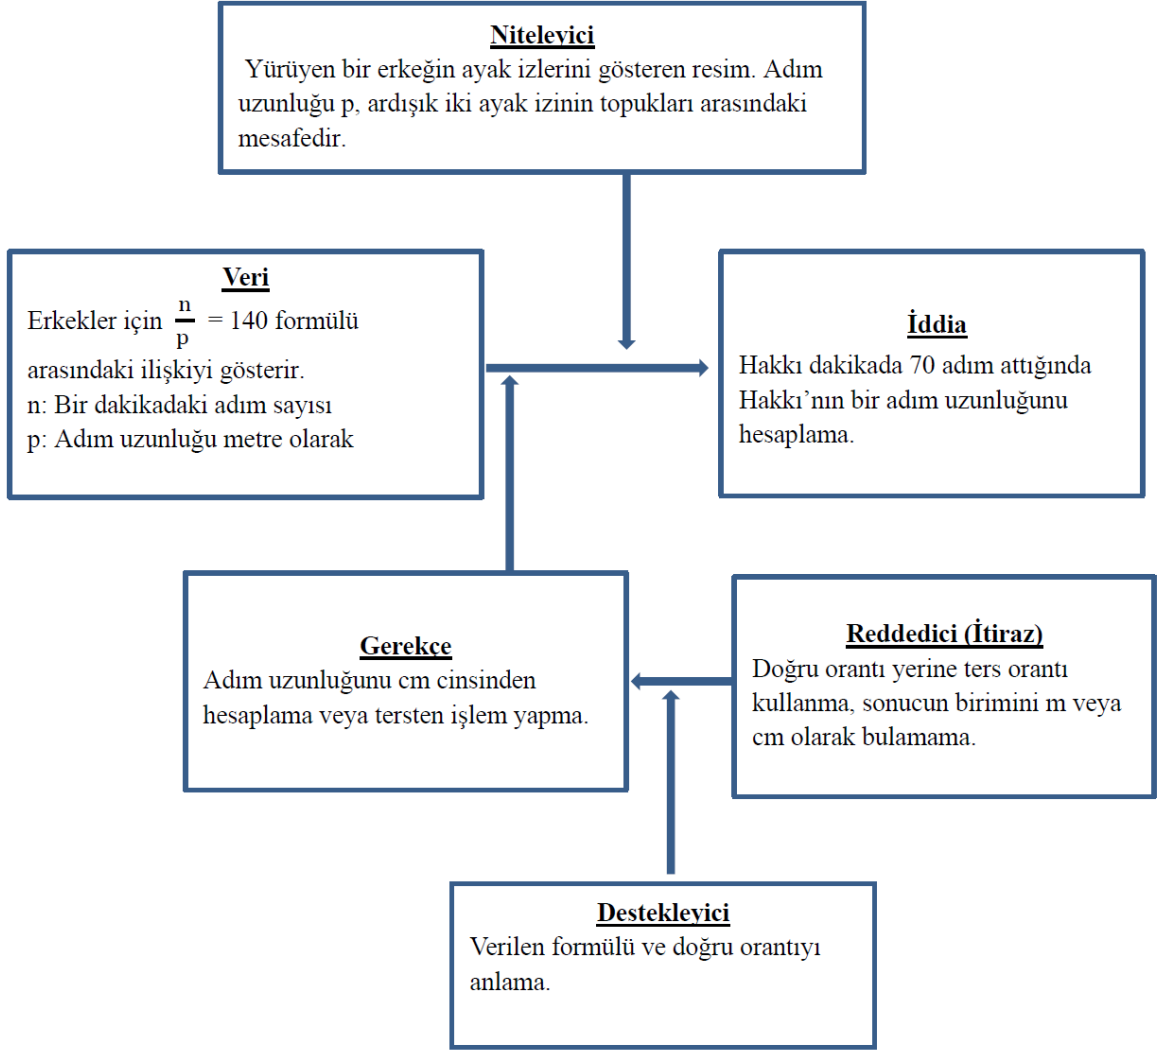 Niteleyici
Yürüyen bir erkeğin ayak izlerini gösteren resim. Adım
uzunluğu p, ardışık iki ayak izinin topukları arasındaki
mesafedir.
Veri
Erkekler için n/p = 140 formülü
arasındaki ilişkiyi gösterir.
n: Bir dakikadaki adım sayısı
p: Adım uzunluğu metre olarak
İddia
Hakkı dakikada 70 adım attığında
Hakkı’nın bir adım uzunluğunu
hesaplama.
Gerekçe
Adım uzunluğunu cm cinsinden
hesaplama veya tersten işlem yapma.
Reddedici (İtiraz)
Doğru orantı yerine ters orantı
kullanma, sonucun birimini m veya
cm olarak bulamama.
Destekleyici
Verilen formülü ve doğru orantıyı
anlama.